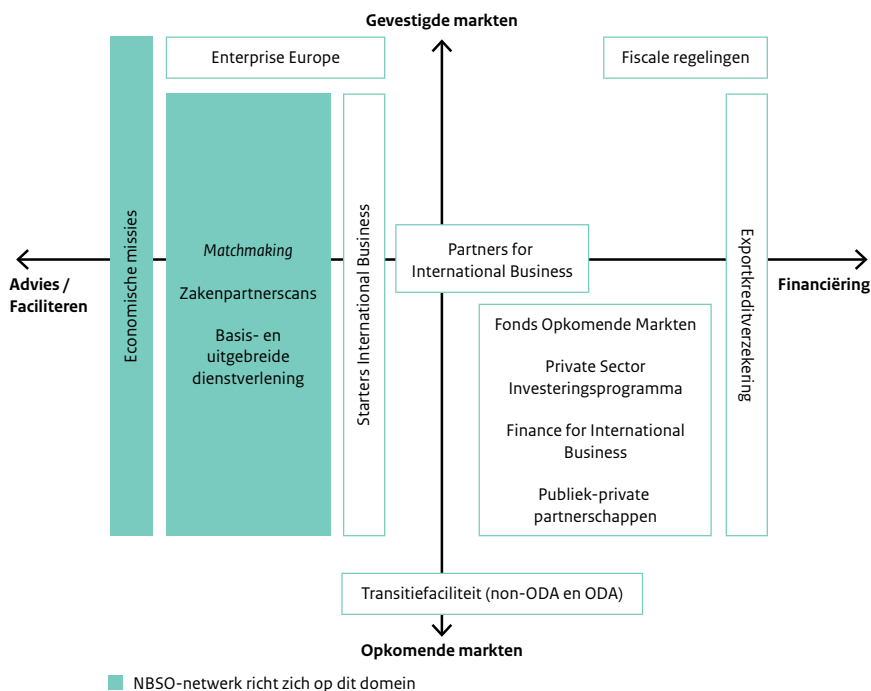 Gevestigde markten
Enterprise Europe
Fiscale regelingen
Economische missies
Matchmaking
Zakenpartnerscans
Basis- en
uitgebreide
dienstverlening
Starters International Business
Partners for
International Business
Exportkredietverzekering
Advies /
Faciliteren
Financiëring
Fonds Opkomende Markten
Private Sector
Investeringsprogramma
Finance for International
Business
Publiek-private
partnerschappen
Transitiefaciliteit (non-ODA en ODA)
Opkomende markten
NBSO-netwerk richt zich op dit domein